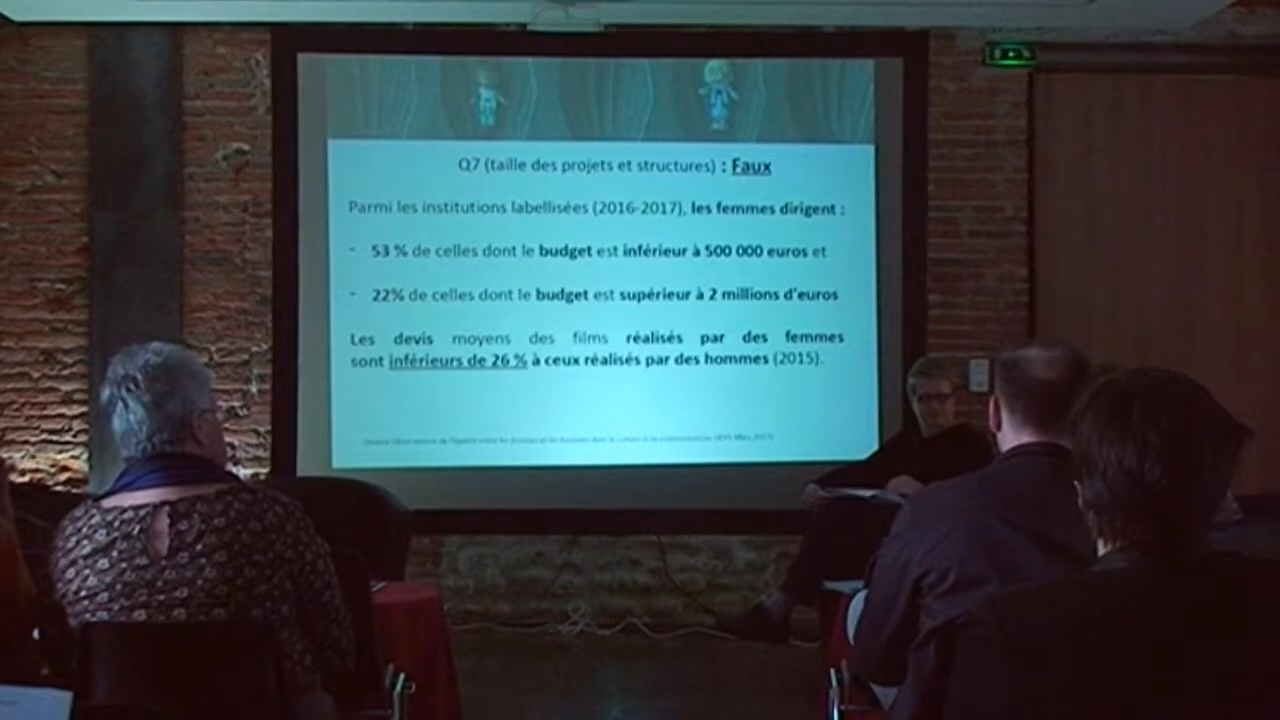 Q7 (taille des projets et structures) : Faux
Parmi les institutions labellisées (2016-2017), les femmes dirigent :
- 53 % de celles dont le budget est inférieur à 500 000 euros et
- 22% de celles dont le budget est supérieur à 2 millions d'euros
Les devis moyens des films réalisés par des femmes
sont inférieurs de 26 % à ceux réalisés par des hommes (2015).